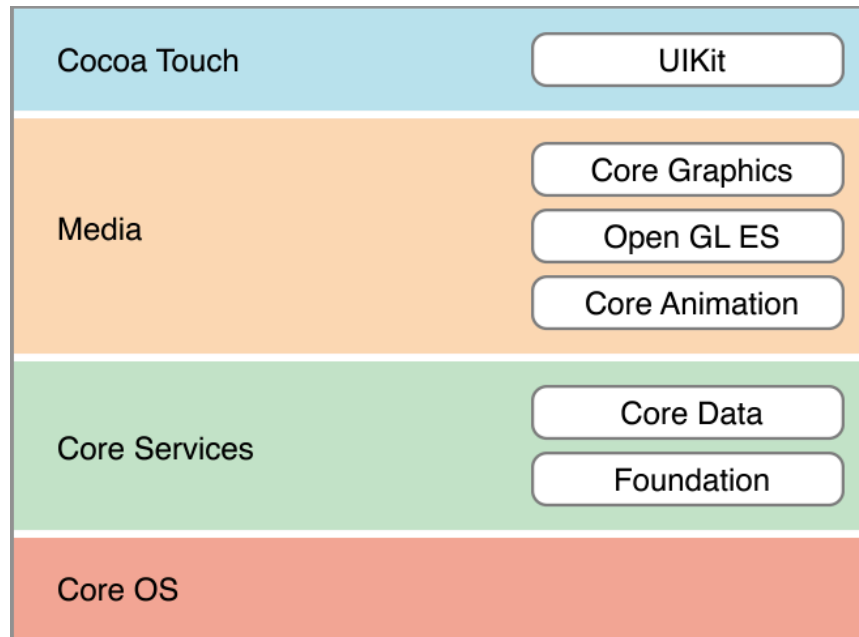 Cocoa Touch
UIKit
Media
Core Graphics
Open GL ES
Core Animation
Core Services
Core Data
Foundation
Core OS